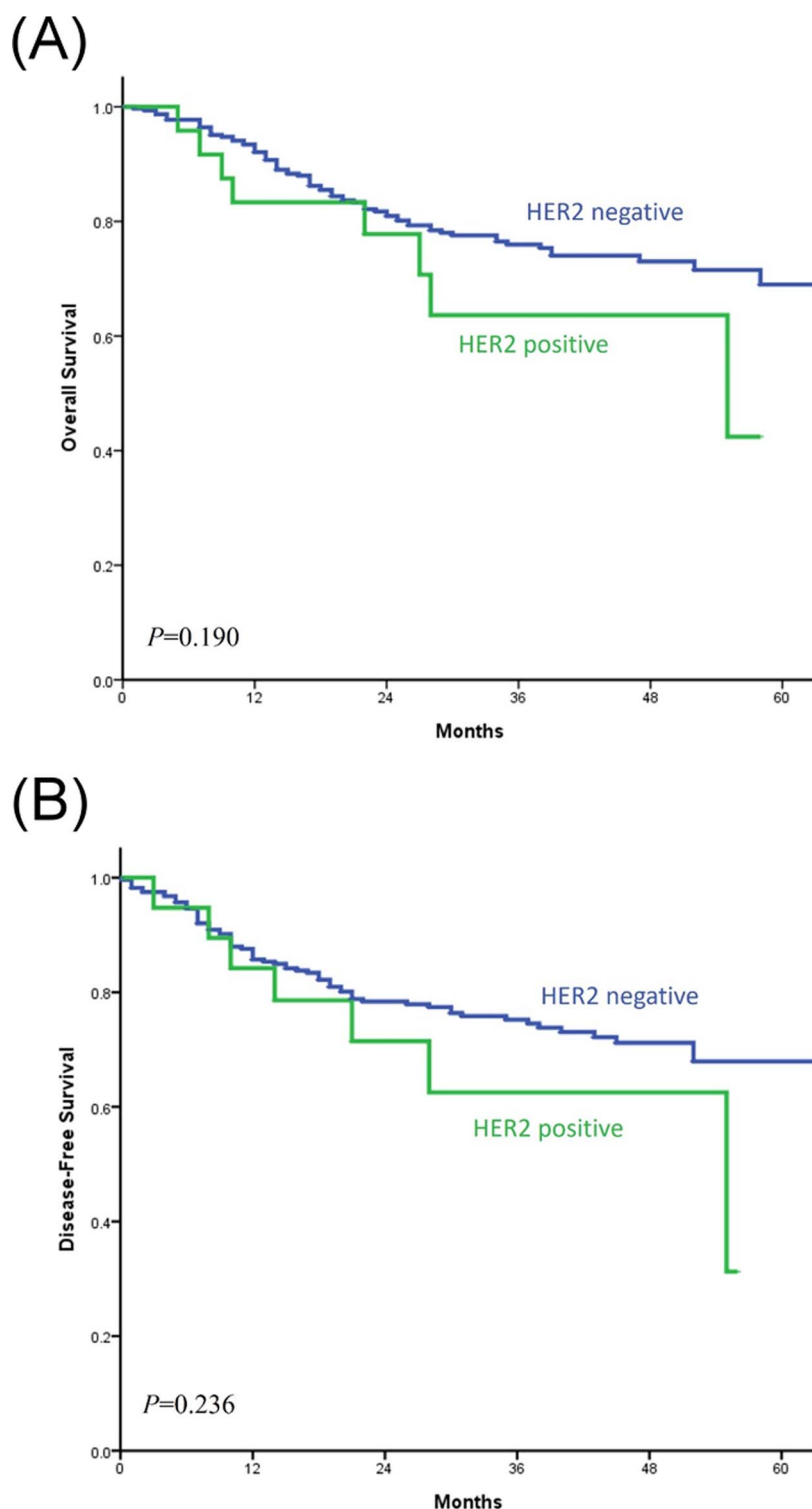 (A)
1.0
HER2 negative
0.8
0.6
HER2 positive
Overall Survival
0.4
0.2
P=0.190
0.0
0 12 24 36 48 60
Months
(B)
1.0
HER2 negative
0.8
0.6
HER2 positive
Disease-Free Survival
0.4
0.2
P=0.236
0.0
0 12 24 36 48 60
Months